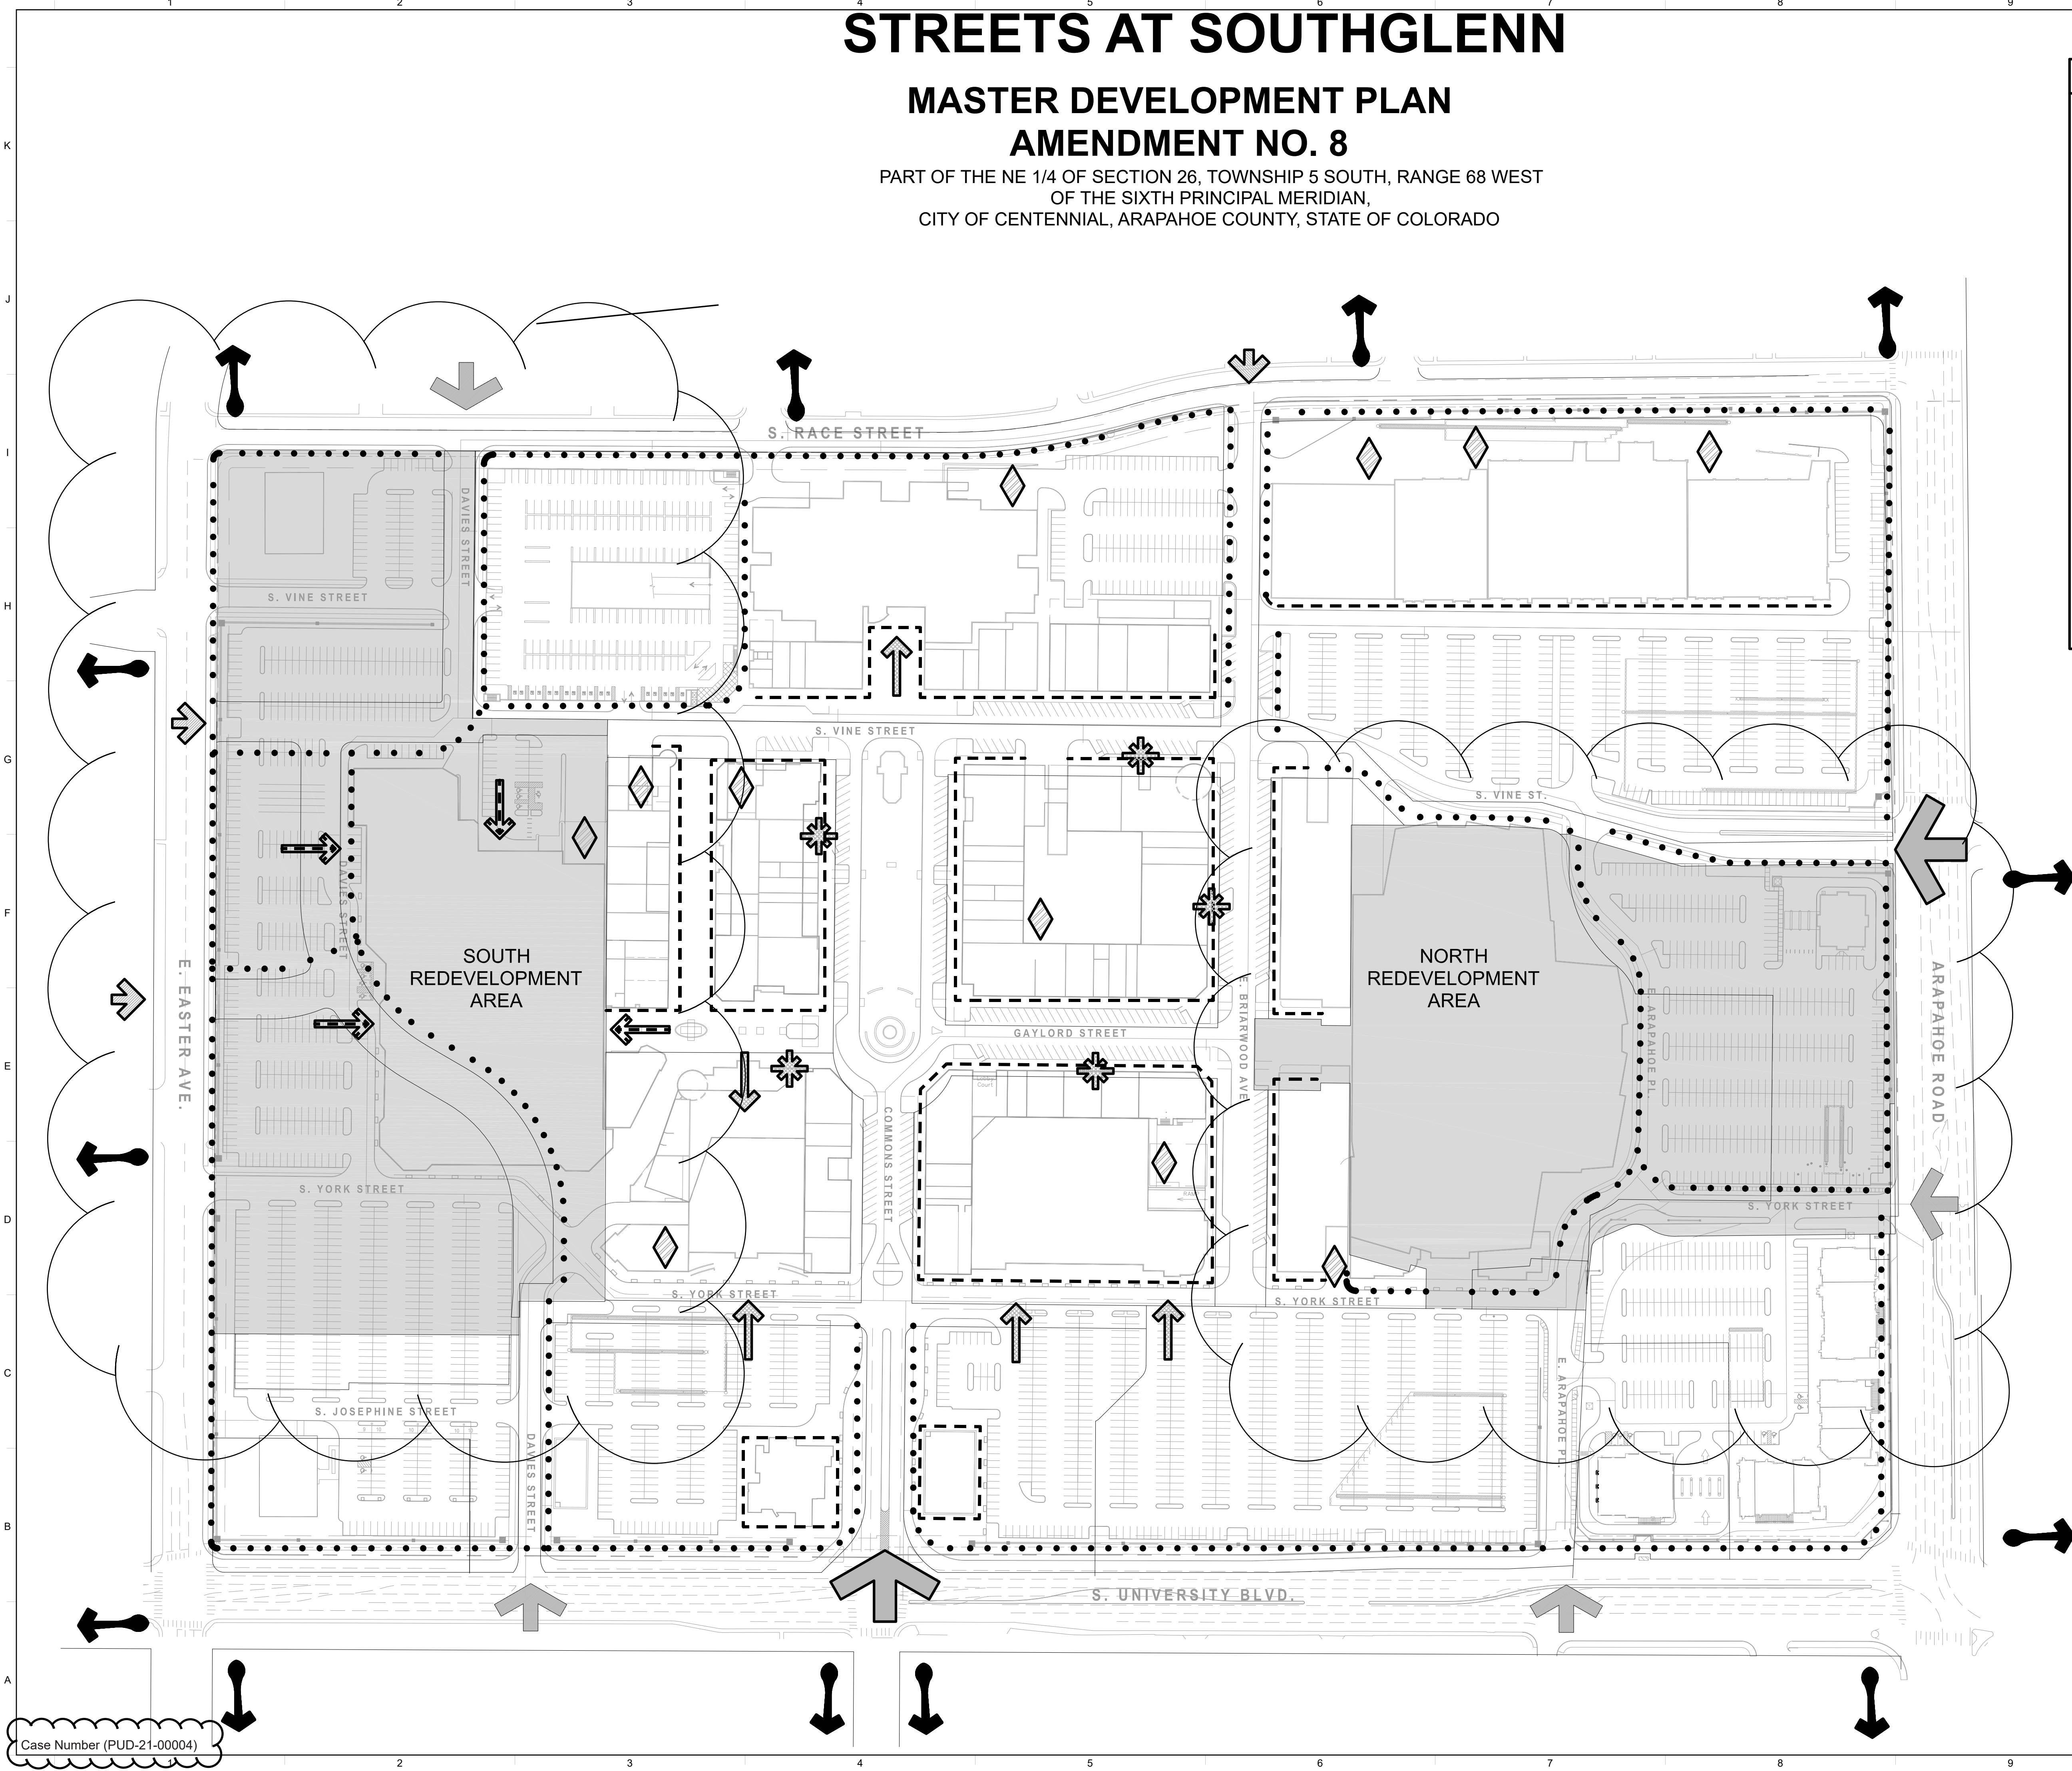 1 2 3 4 5 6 7 8 9
STREETS AT SOUTHGLENN
MASTER DEVELOPMENT PLAN
AMENDMENT NO. 8
PART OF THE NE 1/4 OF SECTION 26, TOWNSHIP 5 SOUTH, RANGE 68 WEST
OF THE SIXTH PRINCIPAL MERIDIAN,
CITY OF CENTENNIAL, ARAPAHOE COUNTY, STATE OF COLORADO
K
J
I
H
G
F
E
D
C
B
A
S. RACE STREET
DAVIES STREET
S. VINE STREET
S. VINE STREET
S. VINE ST.
DAVIES STREET
SOUTH
REDEVELOPMENT
AREA
NORTH
REDEVELOPMENT
AREA
E. EASTER AVE.
ARAPAHOE ROAD
E. BRIARWOOD AVE
E. ARAPAHOE PL.
GAYLORD STREET
COMMONS STREET
S. YORK STREET
S. YORK STREET
S. YORK STREET
S. YORK STREET
E. ARAPAHOE PL.
S. JOSEPHINE STREET
DAVIES STREET
S. UNIVERSITY BLVD.
Case Number (PUD-21-00004)
1 2 3 4 5 6 7 8 9